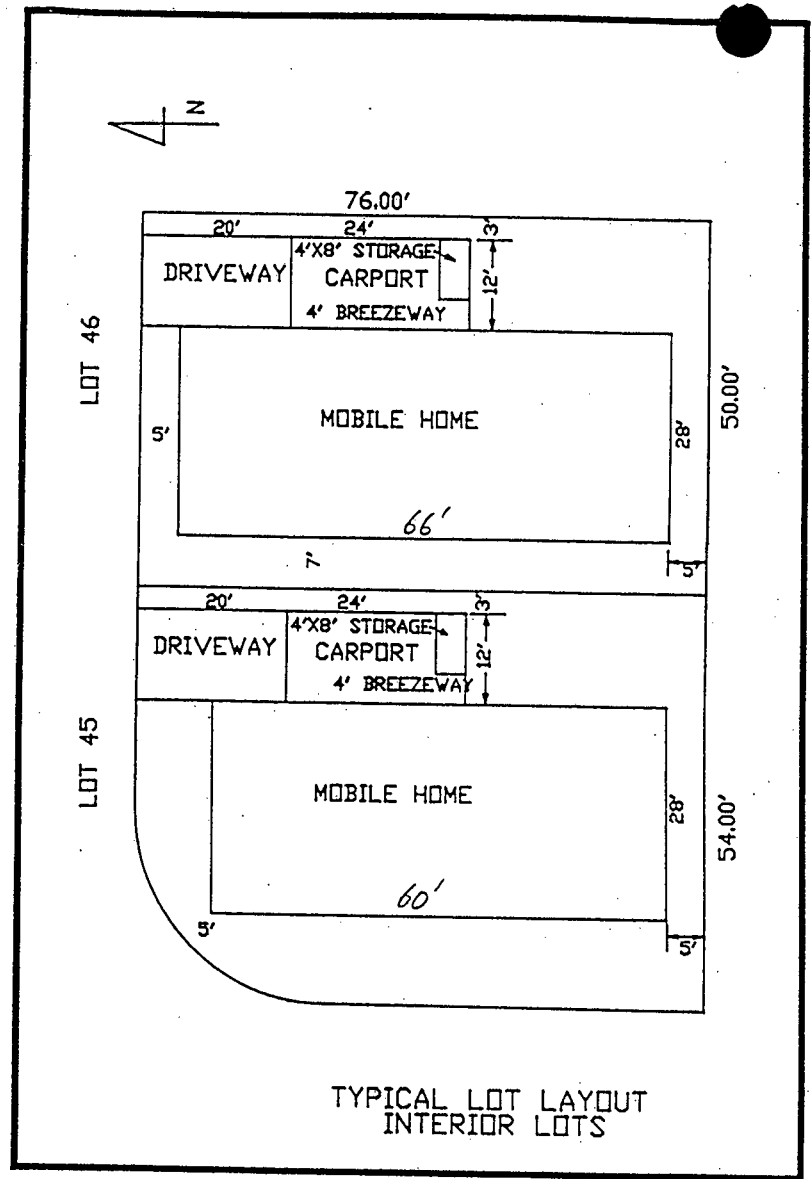 N
76.00'
20'
24'
3'
4'X8' STORAGE
DRIVEWAY
CARPORT
12'
4' BREEZEWAY
LOT 46
MOBILE HOME
50.00'
5'
28'
66'
7'
5'
20'
24'
3'
4'X8' STORAGE
DRIVEWAY
CARPORT
12'
4' BREEZEWAY
LOT 45
MOBILE HOME
28'
54.00'
60'
5'
5'
TYPICAL LOT LAYOUT
INTERIOR LOTS